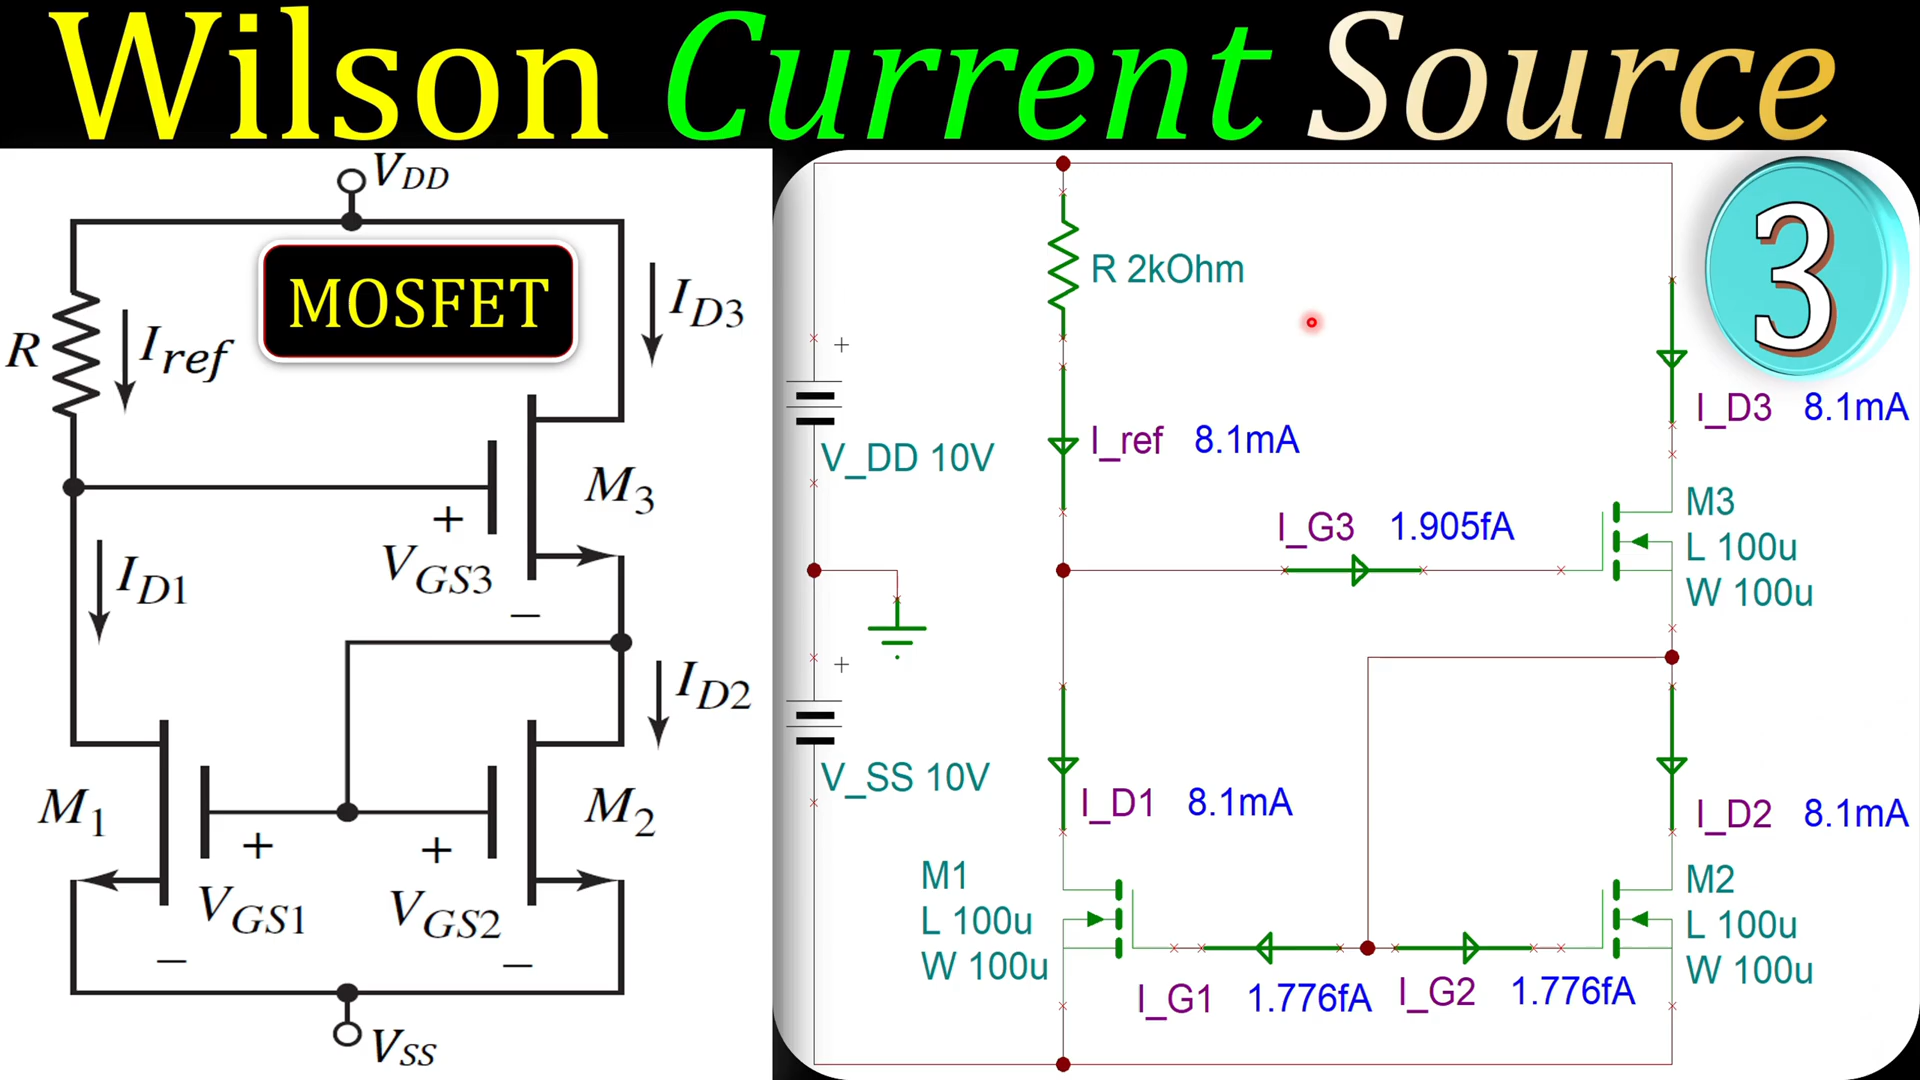 Wilson Current Source
V_DD
MOSFET
3
R
I_ref
I_D3
R 2kOhm
+
I_D3 8.1mA
V_DD 10V
I_ref 8.1mA
M_3
+
V_GS3
−
I_G3 1.905fA
M3
L 100u
W 100u
I_D1
I_D2
+
V_SS 10V
I_D1 8.1mA
I_D2 8.1mA
M_1
M_2
+
V_GS1
−
+
V_GS2
−
M1
L 100u
W 100u
M2
L 100u
W 100u
I_G1 1.776fA
I_G2 1.776fA
V_SS